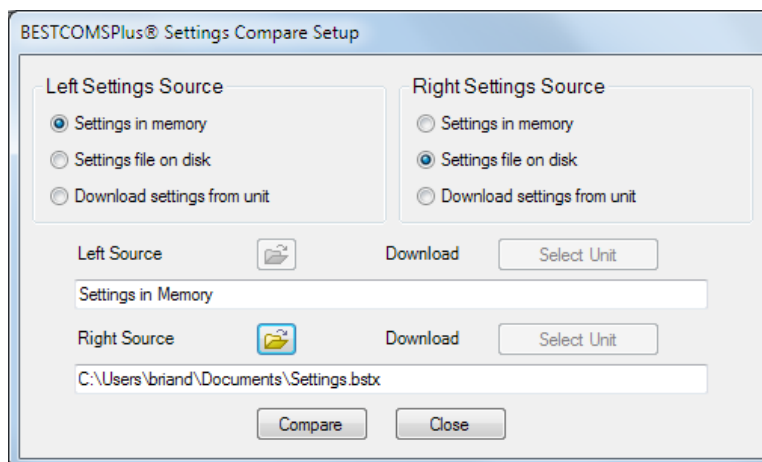 BESTCOMSPlus® Settings Compare Setup
Left Settings Source
Settings in memory
Settings file on disk
Download settings from unit
Right Settings Source
Settings in memory
Settings file on disk
Download settings from unit
Left Source
Download
Select Unit
Settings in Memory
Right Source
Download
Select Unit
C:\Users\briand\Documents\Settings.bstx
Compare
Close